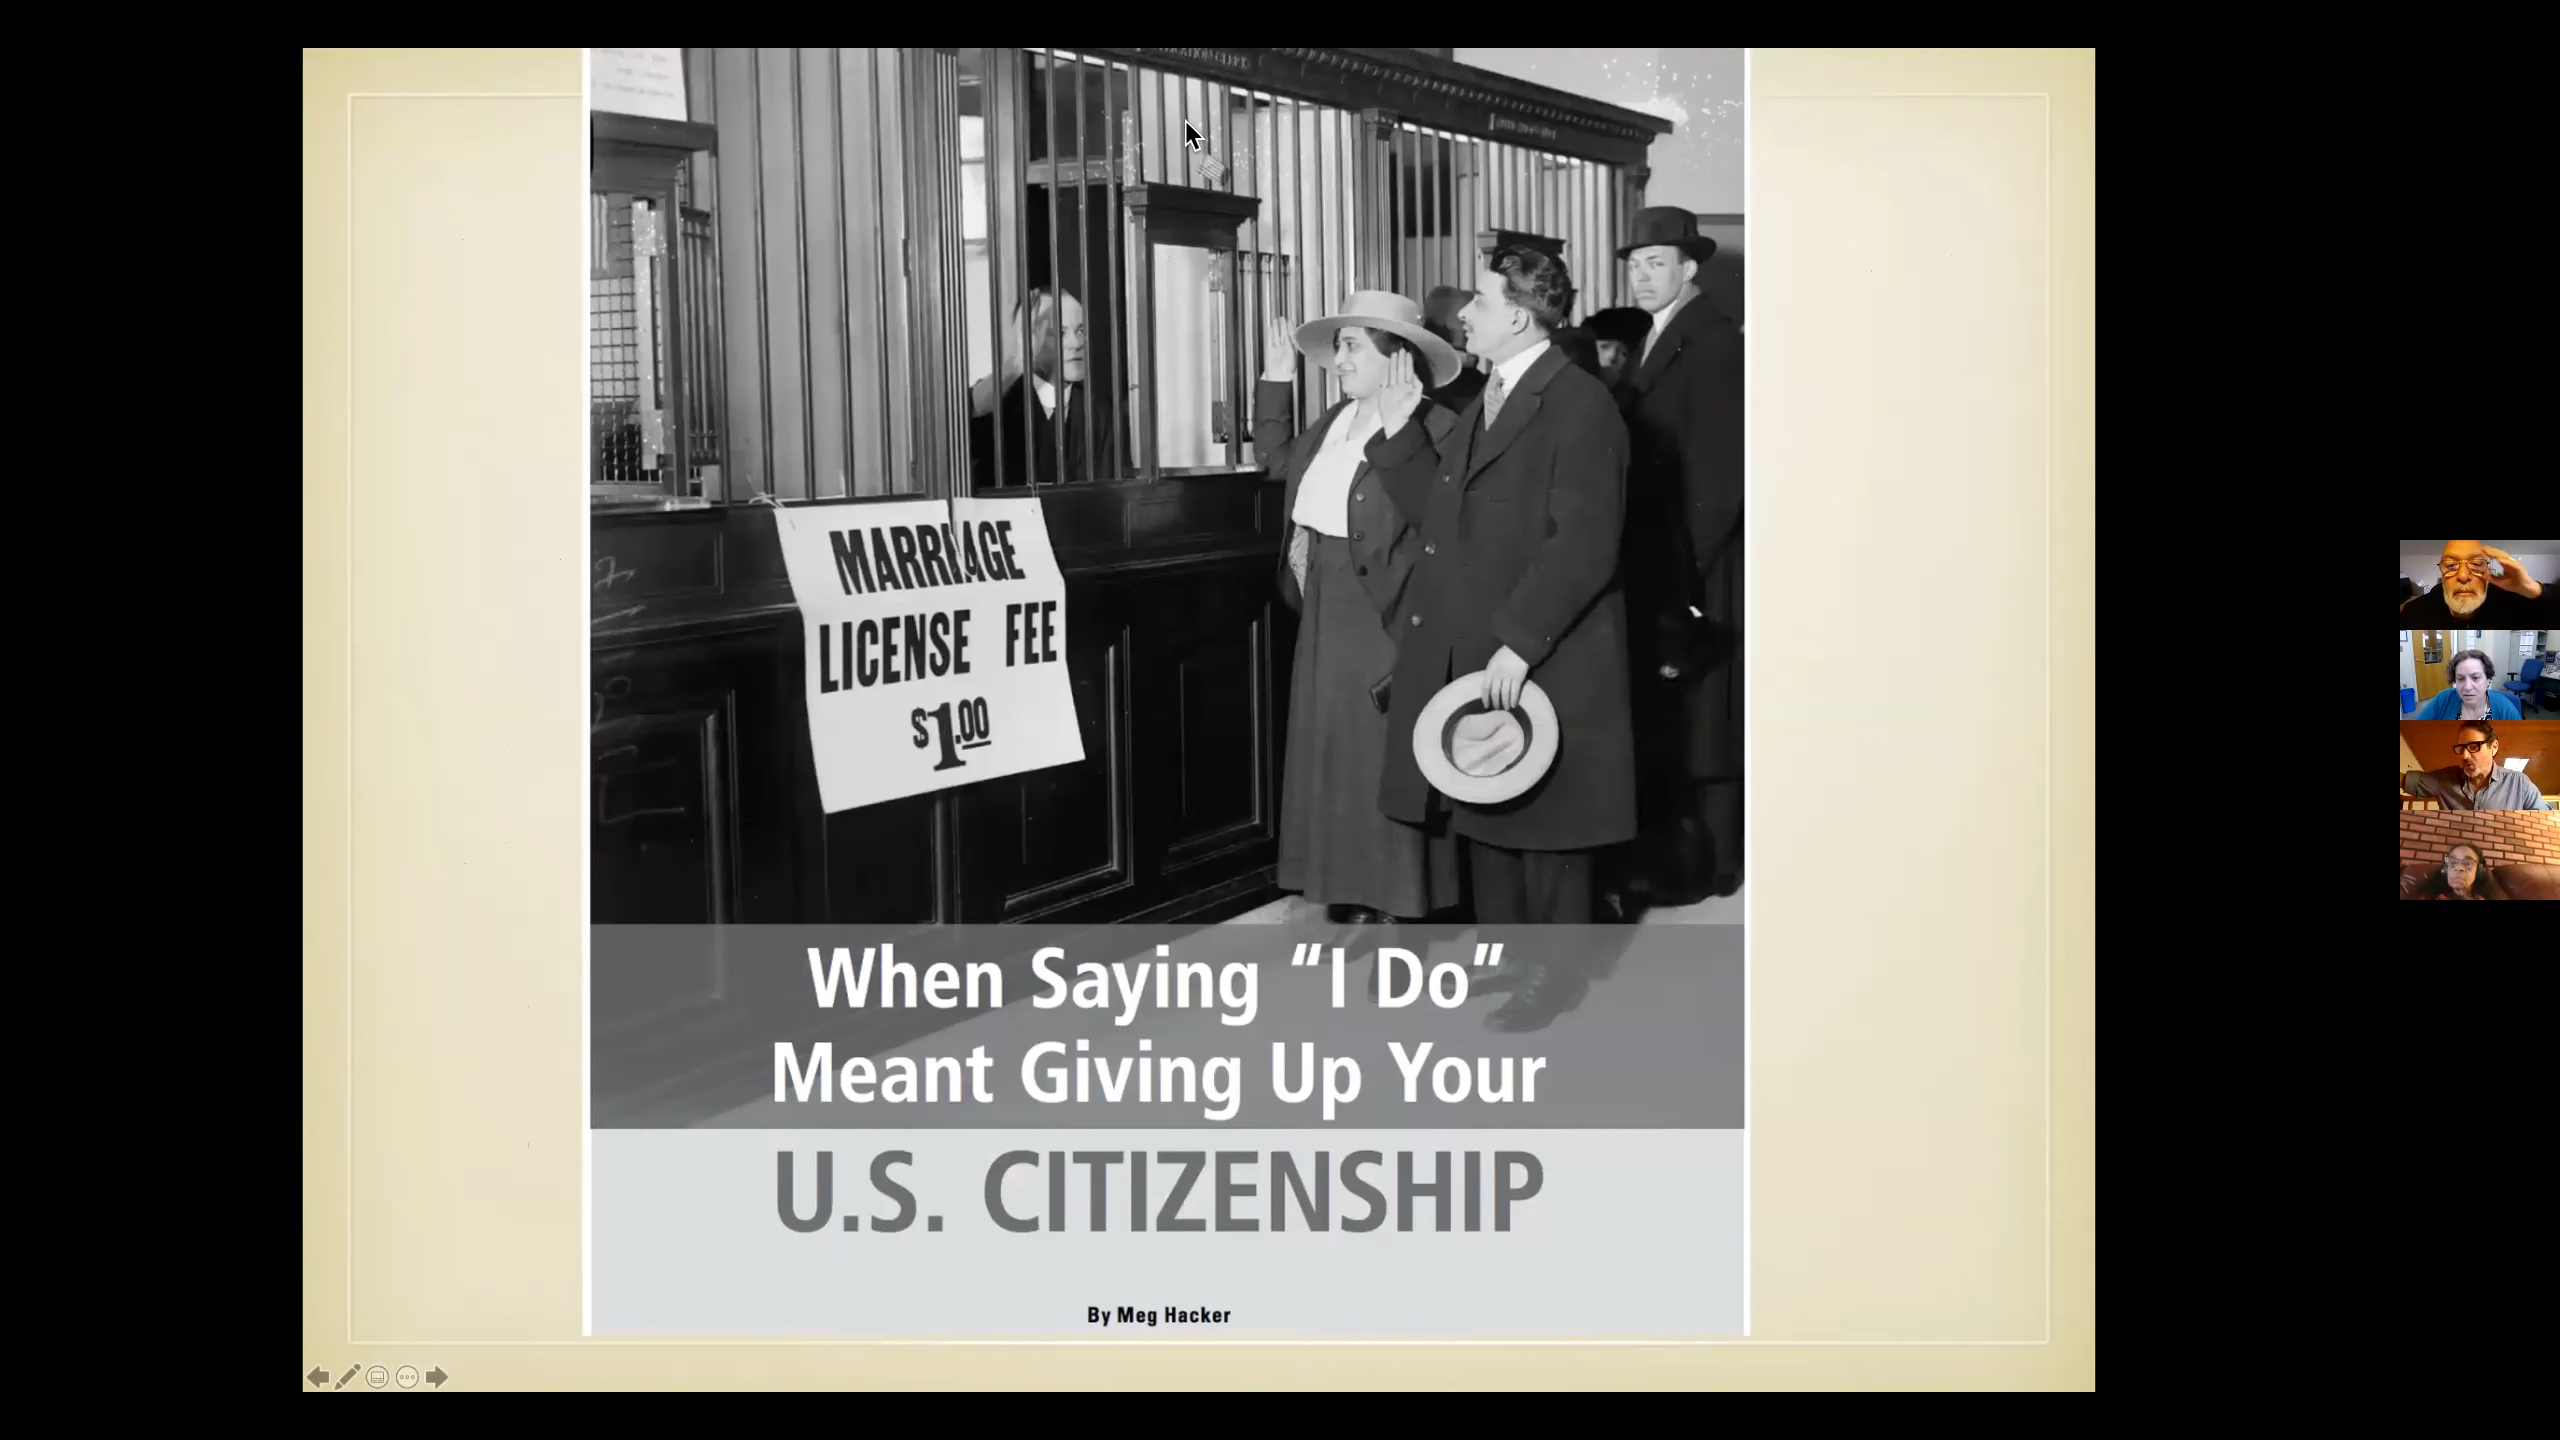 MARRIAGE
LICENSE FEE
$1.00
When Saying “I Do”
Meant Giving Up Your
U.S. CITIZENSHIP
By Meg Hacker